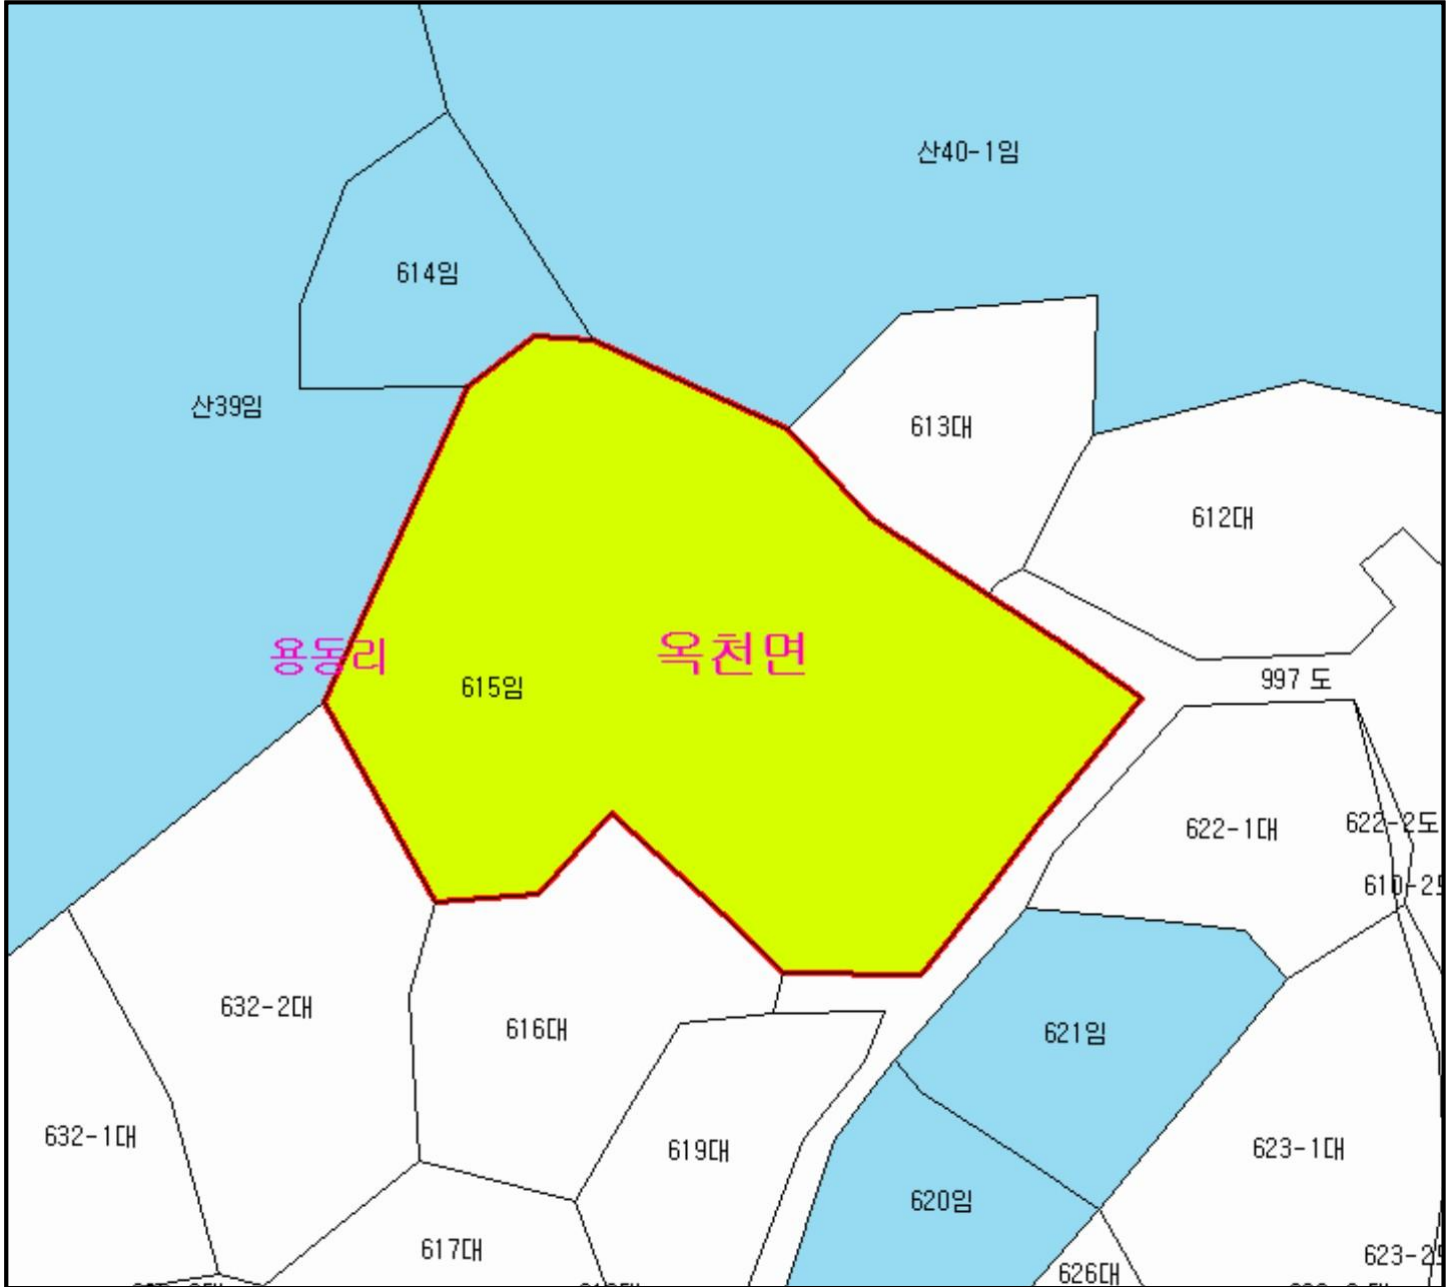 산40-1임
614임
산39임
613대
612대
용동리
옥천면
615임
997 도
622-1대
622-2도
632-2대
616대
621임
632-1대
619대
623-1대
620임
617대
626대